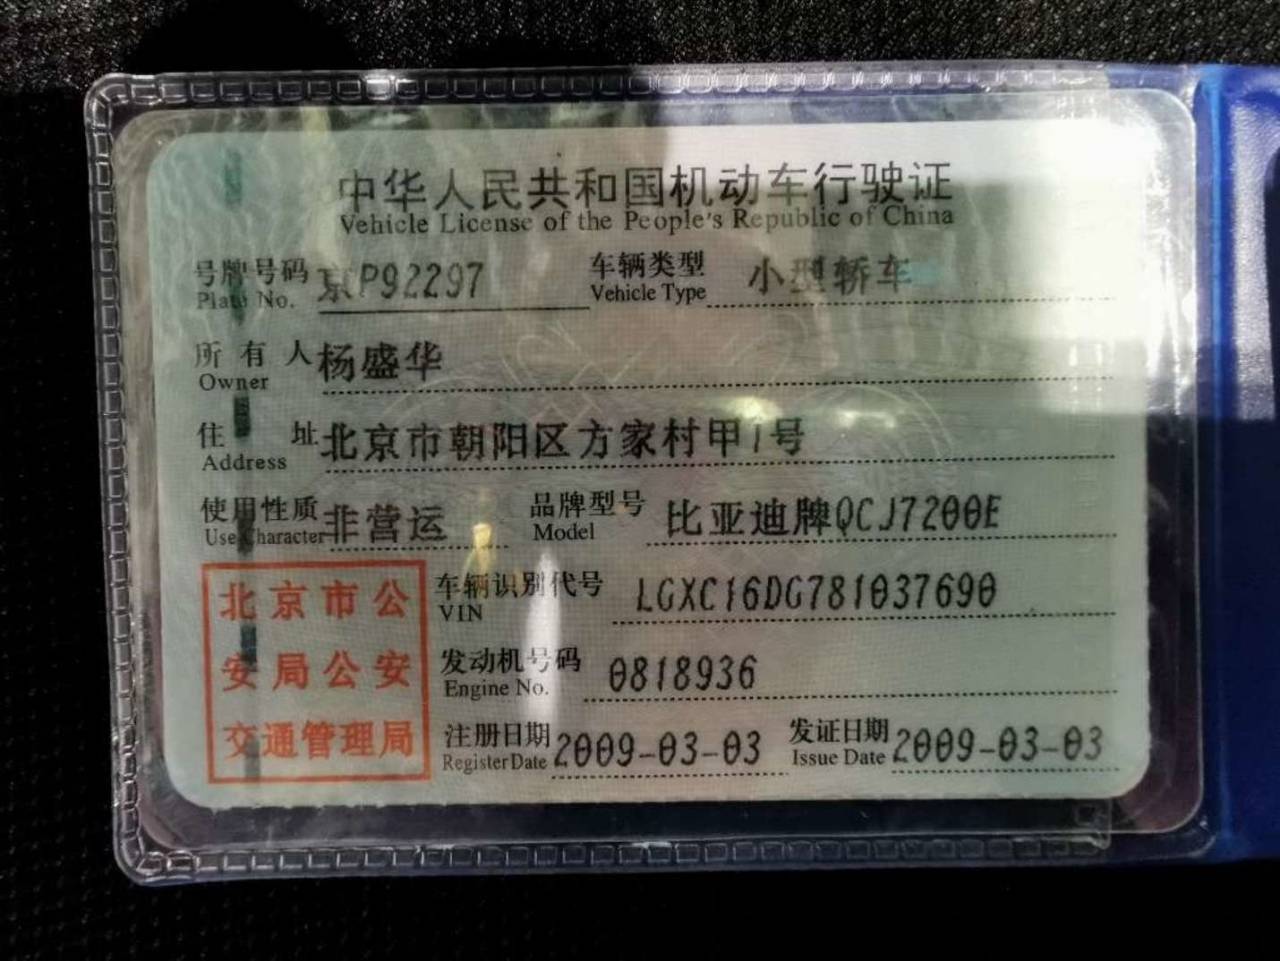 中华人民共和国机动车行驶证
Vehicle License of the People's Republic of China
号牌号码 京P92297 车辆类型 小型轿车
Plate No. Vehicle Type
所有人 杨盛华
Owner
住址 北京市朝阳区方家村甲1号
Address
使用性质 非营运 品牌型号 比亚迪牌QCJ7200E
Use Character Model
北京市公 车辆识别代号 LGXC16DG781037690
VIN
安局公安 发动机号码 0818936
Engine No.
交通管理局 注册日期 2009-03-03 发证日期 2009-03-03
Register Date Issue Date